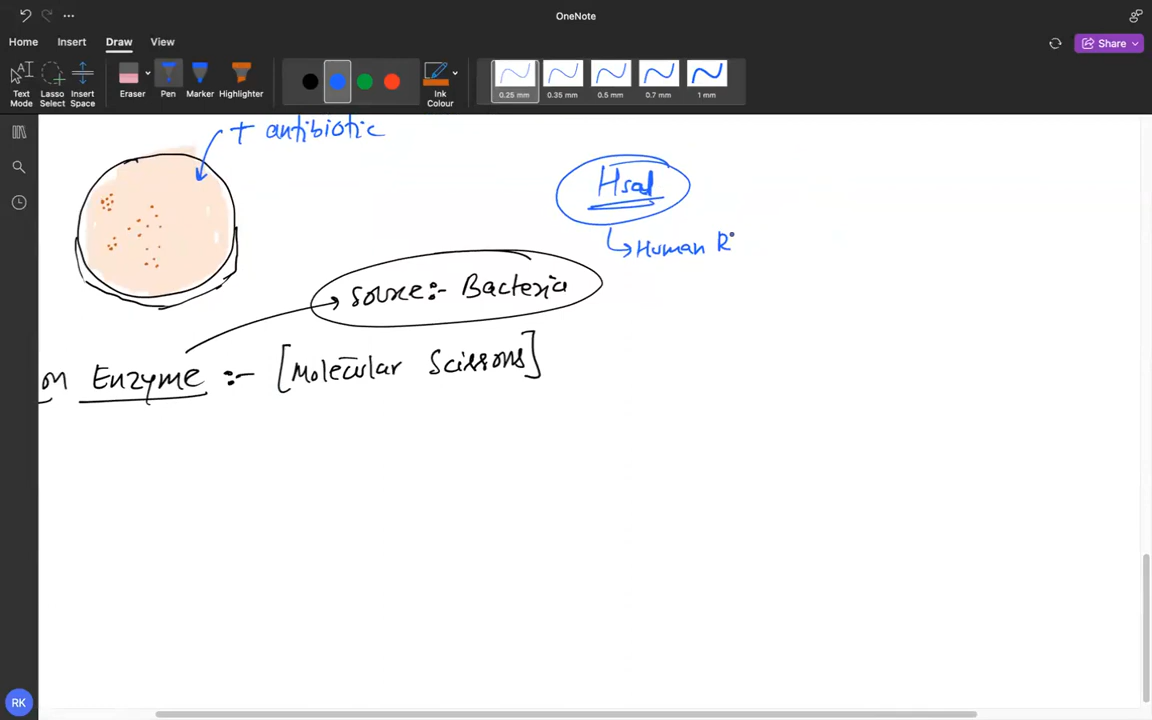 OneNote
Home Insert Draw View
Share
Text Mode
Lasso Select
Insert Space
Eraser
Pen
Marker
Highlighter
Ink Colour
0.25 mm
0.35 mm
0.5 mm
0.7 mm
1 mm
+ antibiotic
HsaI
Human R
Source:- Bacteria
on Enzyme :- [Molecular Scissors]
RK